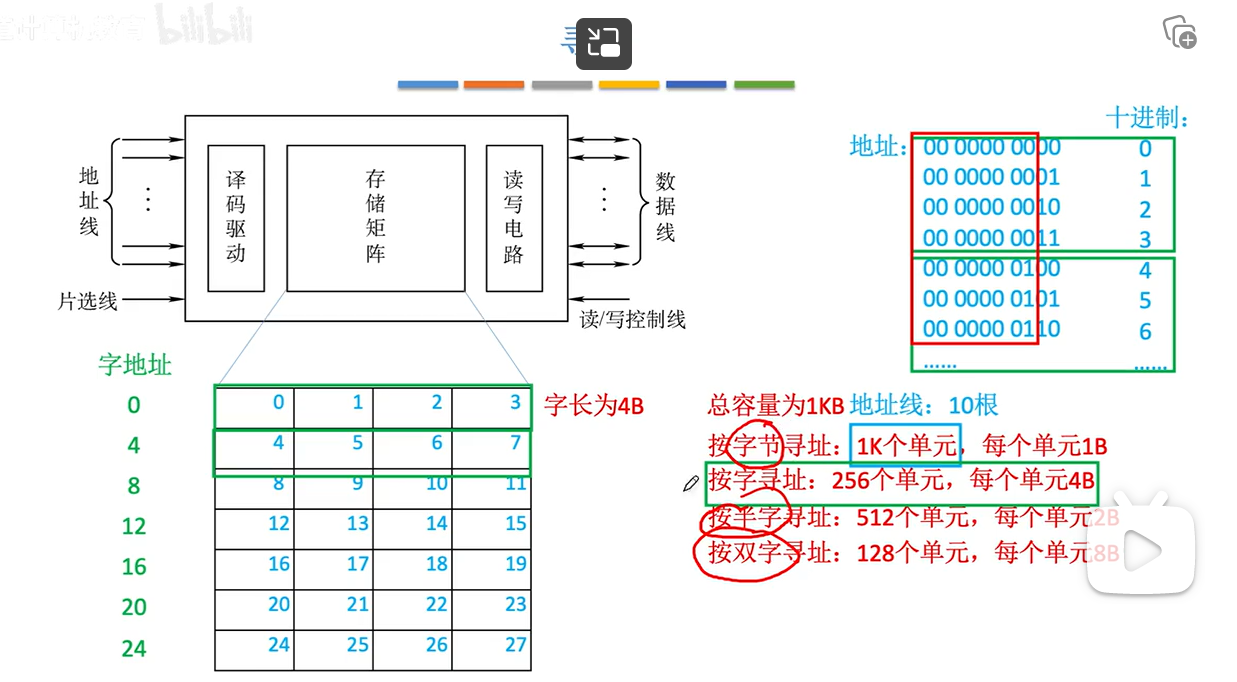 bilibili
寻
地址线
译码驱动
存储矩阵
读写电路
数据线
片选线
读/写控制线
十进制：
地址： 00 0000 0000 0
00 0000 0001 1
00 0000 0010 2
00 0000 0011 3
00 0000 0100 4
00 0000 0101 5
00 0000 0110 6
…… ……
字地址
0 0 1 2 3 字长为4B
4 4 5 6 7
8 8 9 10 11
12 12 13 14 15
16 16 17 18 19
20 20 21 22 23
24 24 25 26 27
总容量为1KB 地址线：10根
按字节寻址：1K个单元，每个单元1B
按字寻址：256个单元，每个单元4B
按半字寻址：512个单元，每个单元2B
按双字寻址：128个单元，每个单元8B